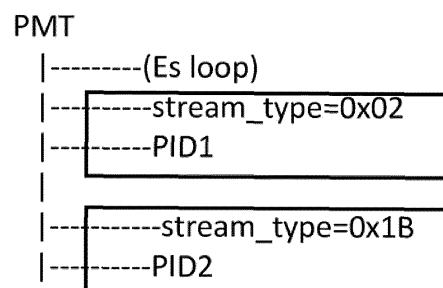 PMT
|---------(Es loop)
|---------stream_type=0x02
|---------PID1
|
|----------stream_type=0x1B
|---------PID2